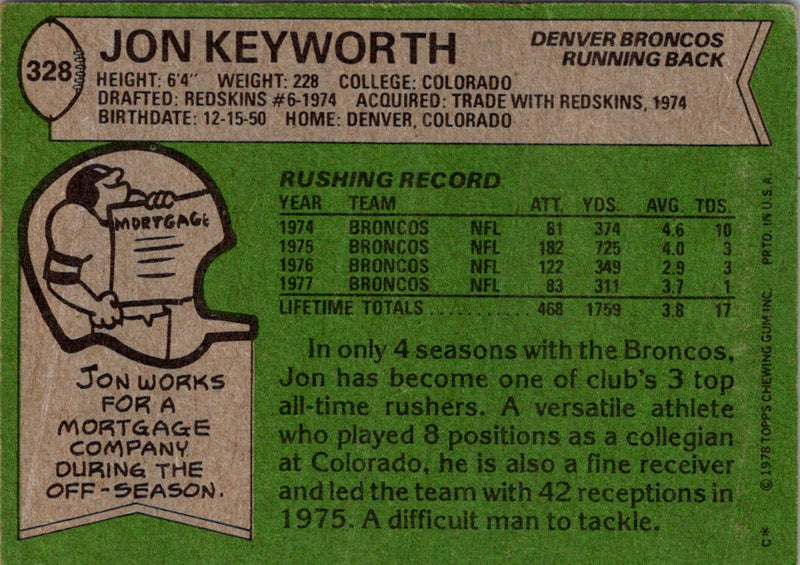 328
JON KEYWORTH
DENVER BRONCOS
RUNNING BACK
HEIGHT: 6'4" WEIGHT: 228 COLLEGE: COLORADO
DRAFTED: REDSKINS #6-1974 ACQUIRED: TRADE WITH REDSKINS, 1974
BIRTHDATE: 12-15-50 HOME: DENVER, COLORADO
MORTGAGE
JON WORKS
FOR A
MORTGAGE
COMPANY
DURING THE
OFF-SEASON.
RUSHING RECORD
YEAR TEAM ATT. YDS. AVG. TDS.
1974 BRONCOS NFL 81 374 4.6 10
1975 BRONCOS NFL 182 725 4.0 3
1976 BRONCOS NFL 122 349 2.9 3
1977 BRONCOS NFL 83 311 3.7 1
LIFETIME TOTALS ............ 468 1759 3.8 17
In only 4 seasons with the Broncos,
Jon has become one of club's 3 top
all-time rushers. A versatile athlete
who played 8 positions as a collegian
at Colorado, he is also a fine receiver
and led the team with 42 receptions in
1975. A difficult man to tackle.
C* © 1978 TOPPS CHEWING GUM INC. PRTD. IN U.S.A.